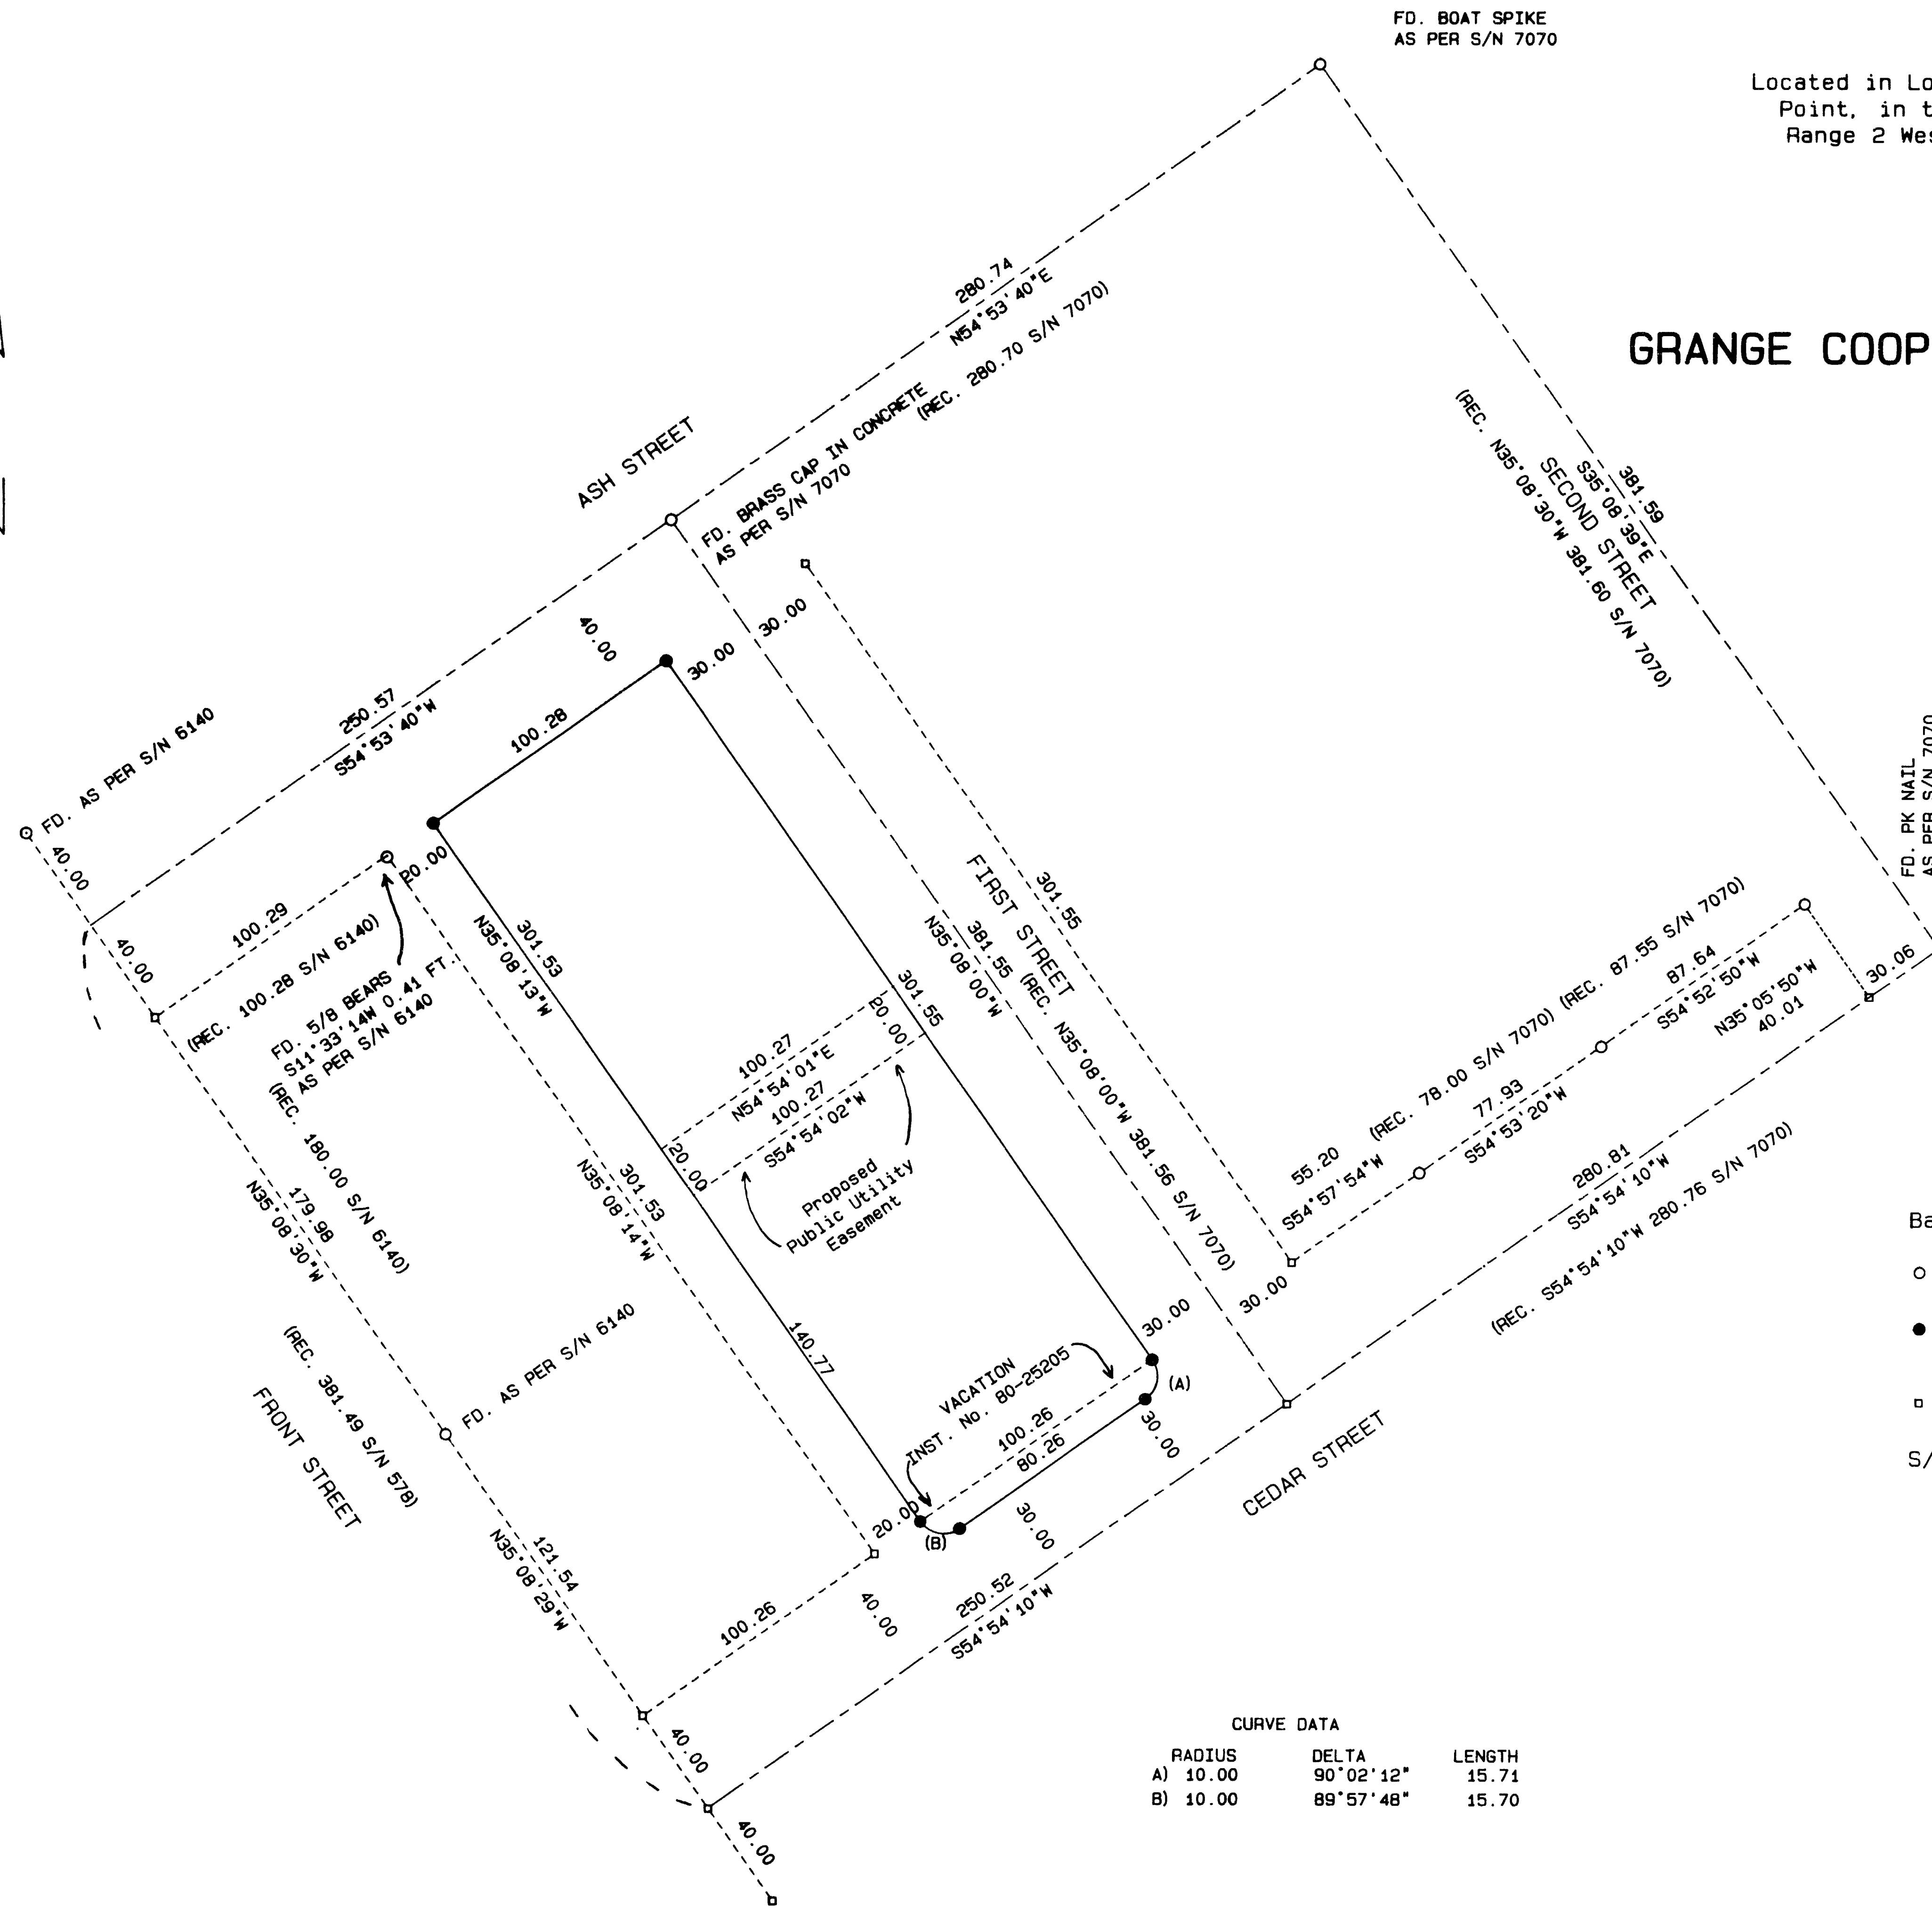 FD. BOAT SPIKE
AS PER S/N 7070
Located in Lo
Point, in t
Range 2 Wes
GRANGE COOP
280.74
N54°53'40"E
(REC. 280.70 S/N 7070)
ASH STREET
FD. BRASS CAP IN CONCRETE
AS PER S/N 7070
(REC. N35°08'30"W 381.60 S/N 7070)
SECOND STREET
S35°08'39"E
381.59
40.00
30.00
30.00
250.57
S54°53'40"W
100.28
FD. AS PER S/N 6140
40.00
20.00
40.00
100.29
(REC. 100.28 S/N 6140)
FD. 5/8 BEARS
S11°33'14W 0.41 FT.
AS PER S/N 6140
301.53
N35°08'13"W
FIRST STREET
301.55
381.55 (REC. N35°08'00"W 381.56 S/N 7070)
N35°08'00"W
301.55
20.00
100.27
N54°54'01"E
100.27
S54°54'02"W
20.00
Proposed
Public Utility
Easement
FD. PK NAIL
AS PER S/N 7070
30.06
87.64
S54°52'50"W
N35°05'50"W
40.01
(REC. 78.00 S/N 7070) (REC. 87.55 S/N 7070)
77.93
S54°53'20"W
55.20
S54°57'54"W
280.81
S54°54'10"W
(REC. S54°54'10"W 280.76 S/N 7070)
(REC. 180.00 S/N 6140)
179.98
N35°08'30"W
301.53
N35°08'14"W
FD. AS PER S/N 6140
(REC. 381.49 S/N 578)
FRONT STREET
140.77
30.00
30.00
VACATION
INST. No. 80-25205
100.26
80.26
(A)
30.00
CEDAR STREET
20.00
(B)
30.00
121.54
N35°08'29"W
100.26
40.00
250.52
S54°54'10"W
40.00
40.00
Ba
S/
CURVE DATA
RADIUS DELTA LENGTH
A) 10.00 90°02'12" 15.71
B) 10.00 89°57'48" 15.70